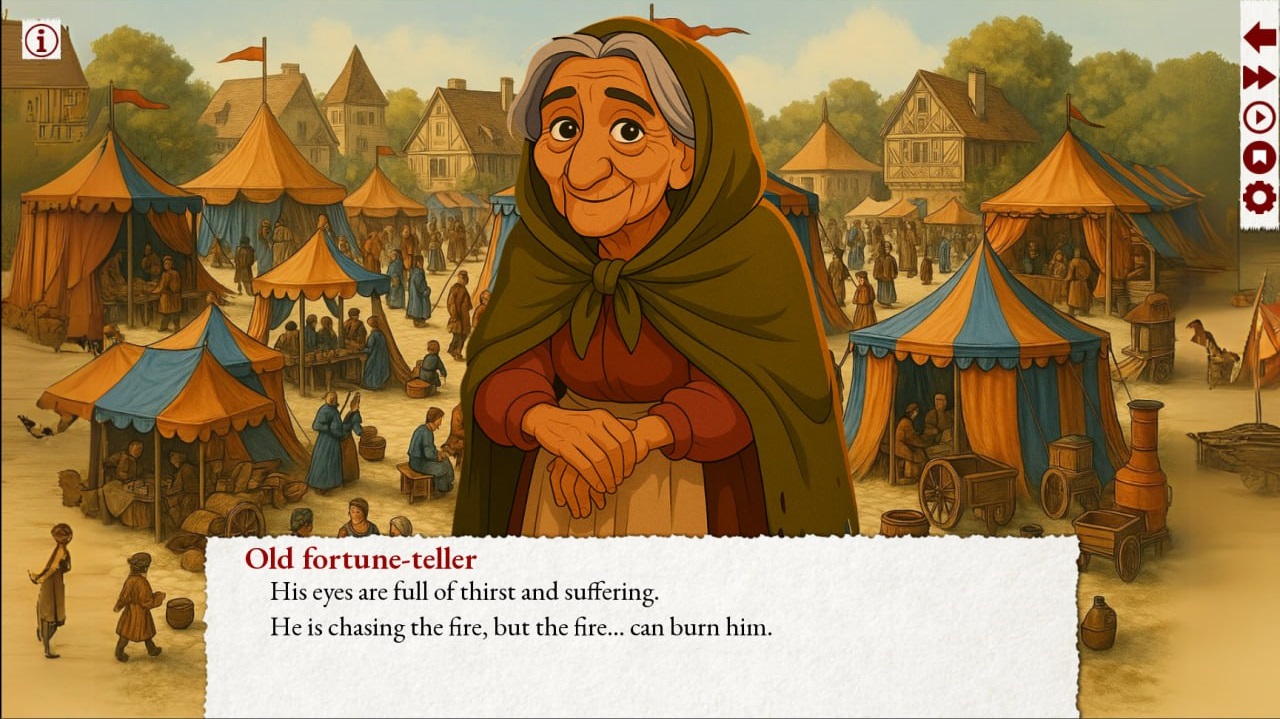 Old fortune-teller
His eyes are full of thirst and suffering.
He is chasing the fire, but the fire... can burn him.